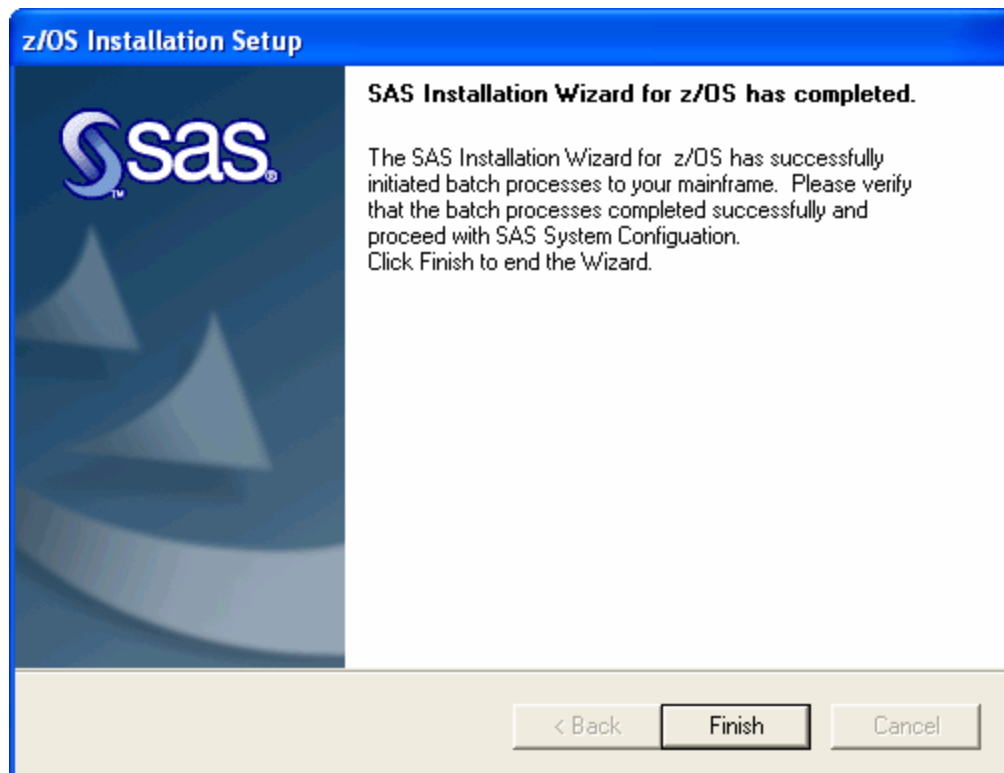 z/OS Installation Setup
Ssas®
™
SAS Installation Wizard for z/OS has completed.
The SAS Installation Wizard for z/OS has successfully
initiated batch processes to your mainframe. Please verify
that the batch processes completed successfully and
proceed with SAS System Configuation.
Click Finish to end the Wizard.
< Back
Finish
Cancel